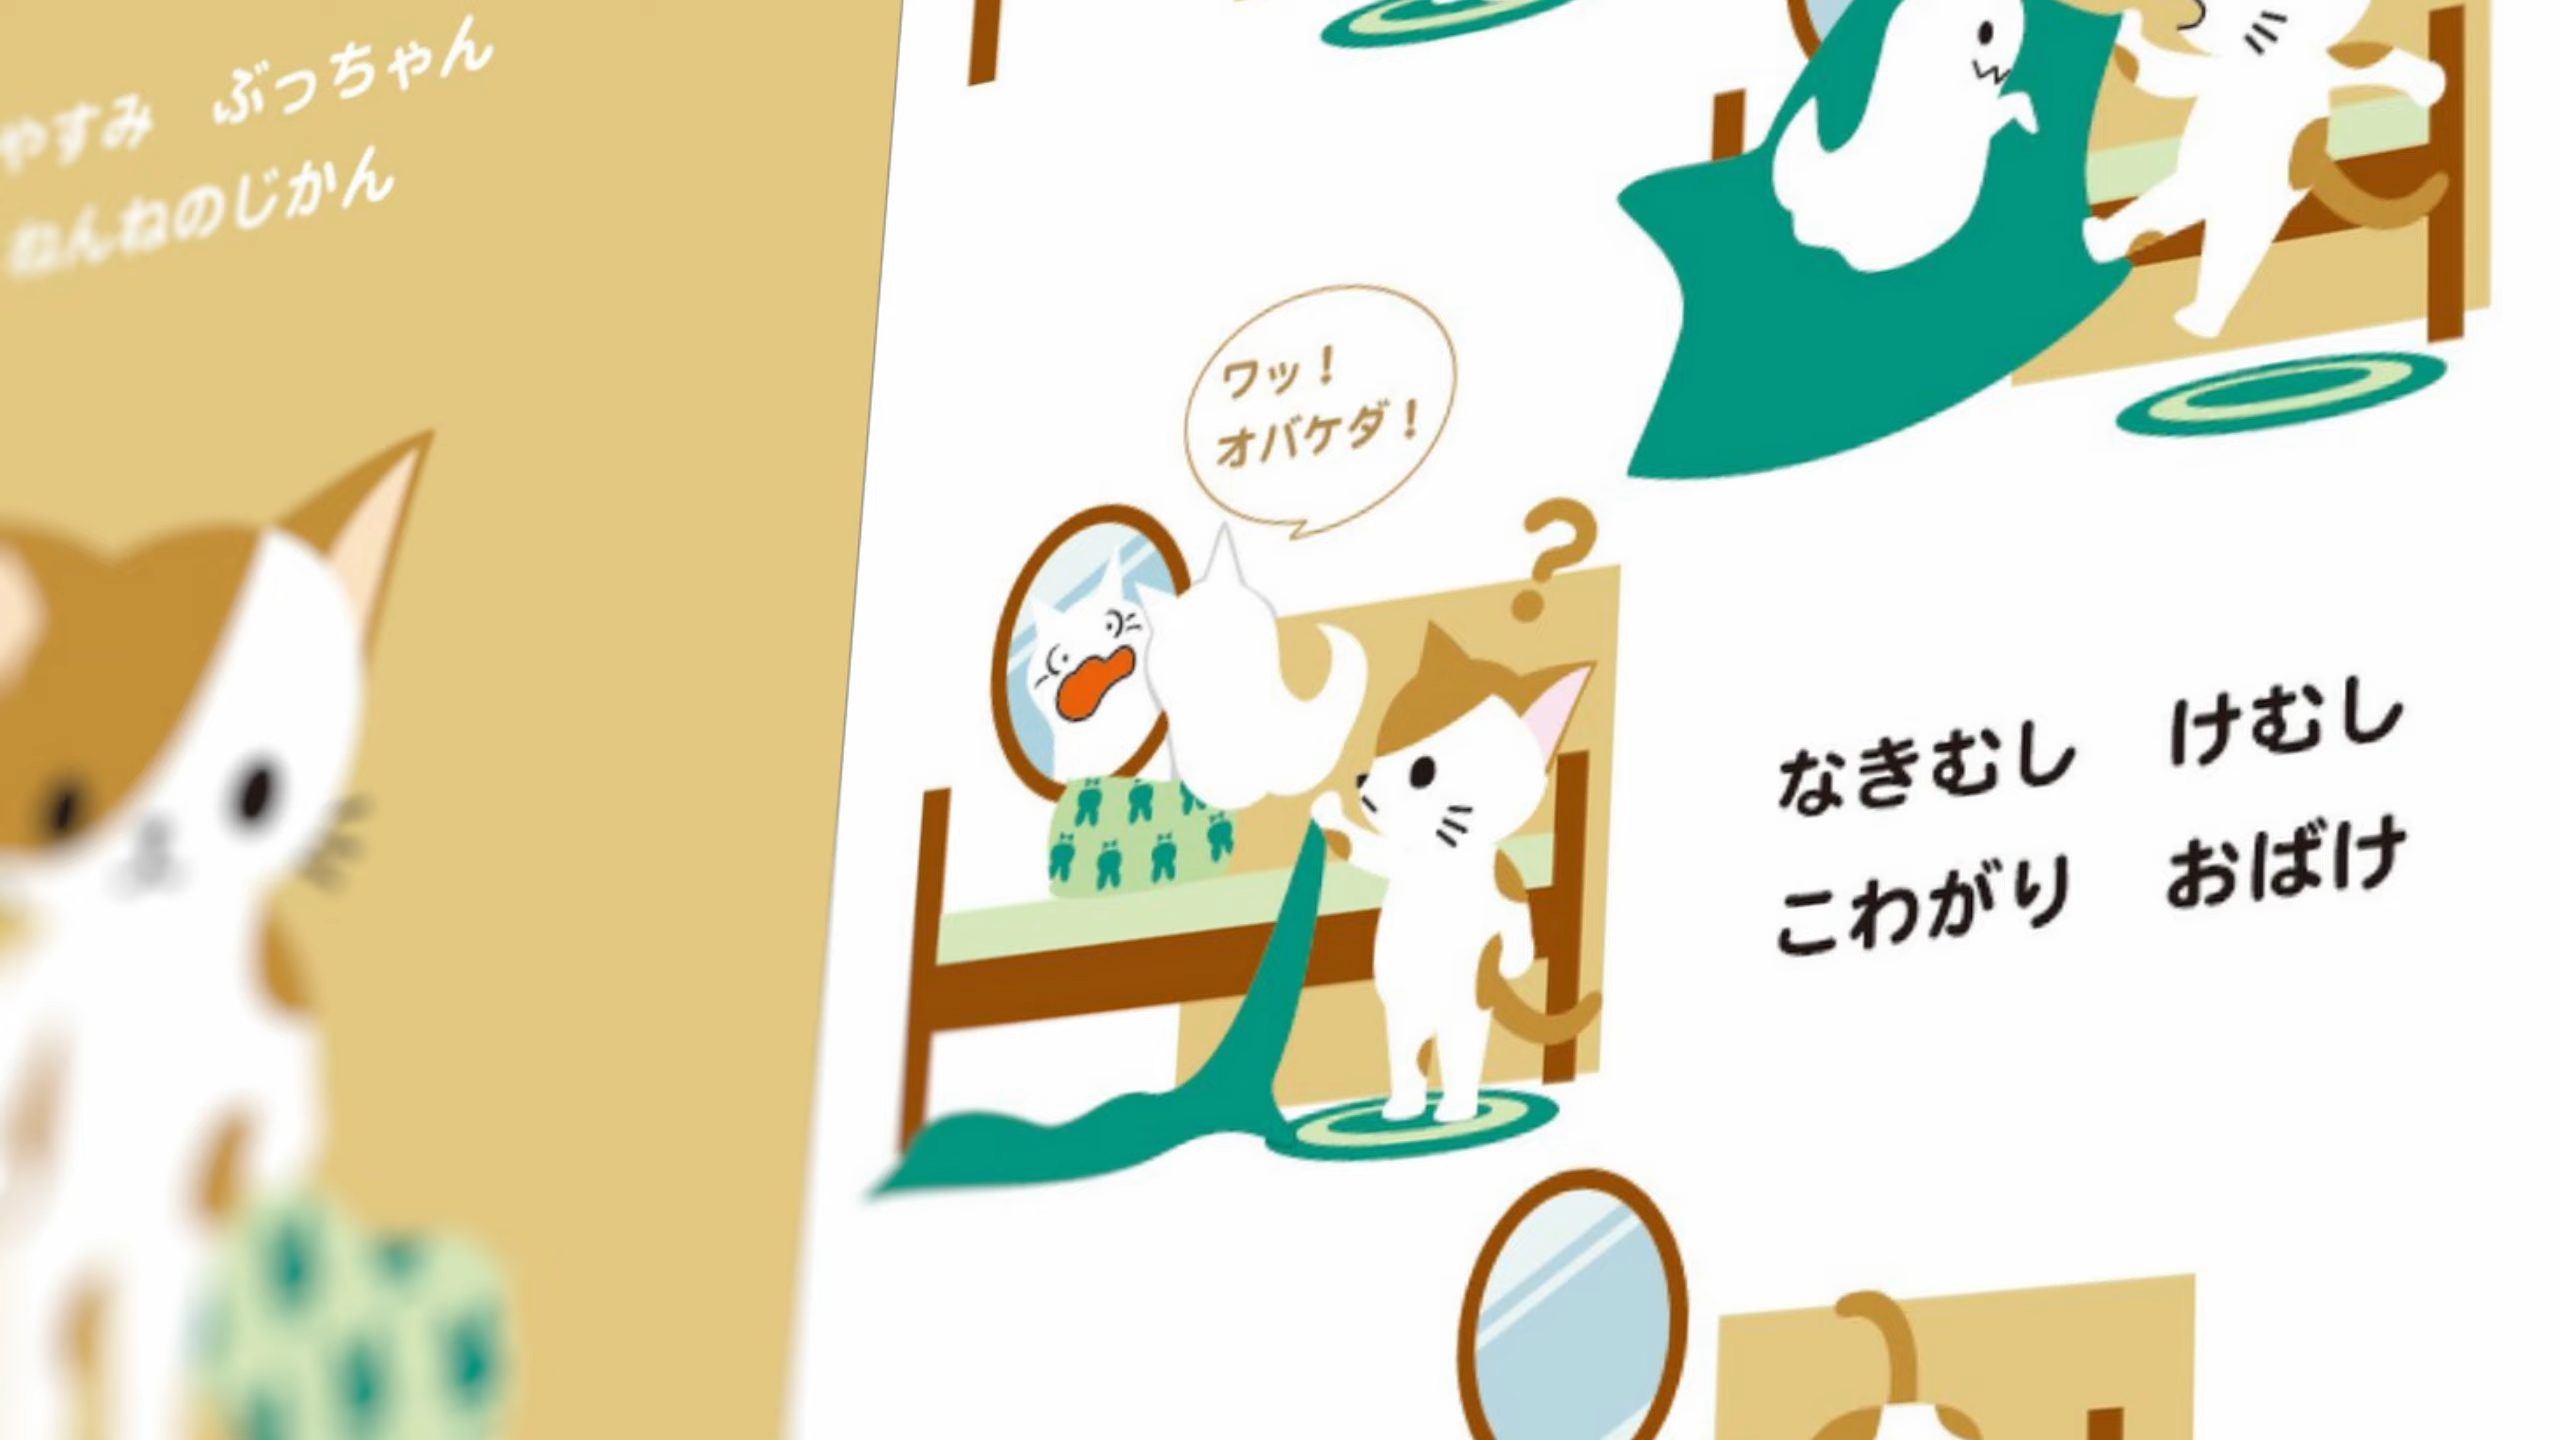 やすみ　ぶっちゃん
ねんねのじかん
ワッ！
オバケダ！
?
なきむし　けむし
こわがり　おばけ